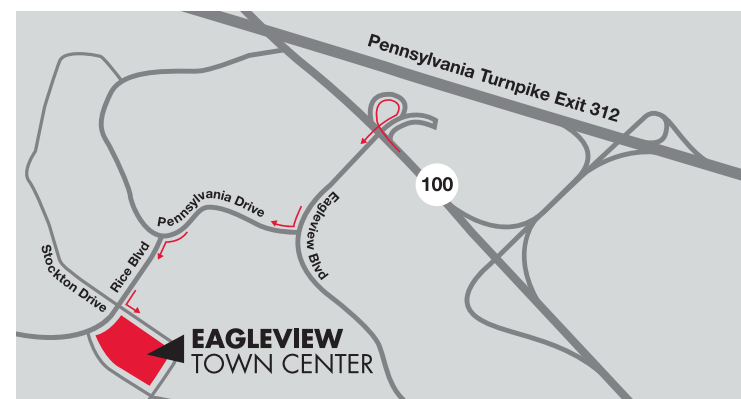 Pennsylvania Turnpike Exit 312
100
Eagleview Blvd
Pennsylvania Drive
Rice Blvd
Stockton Drive
EAGLEVIEW
TOWN CENTER